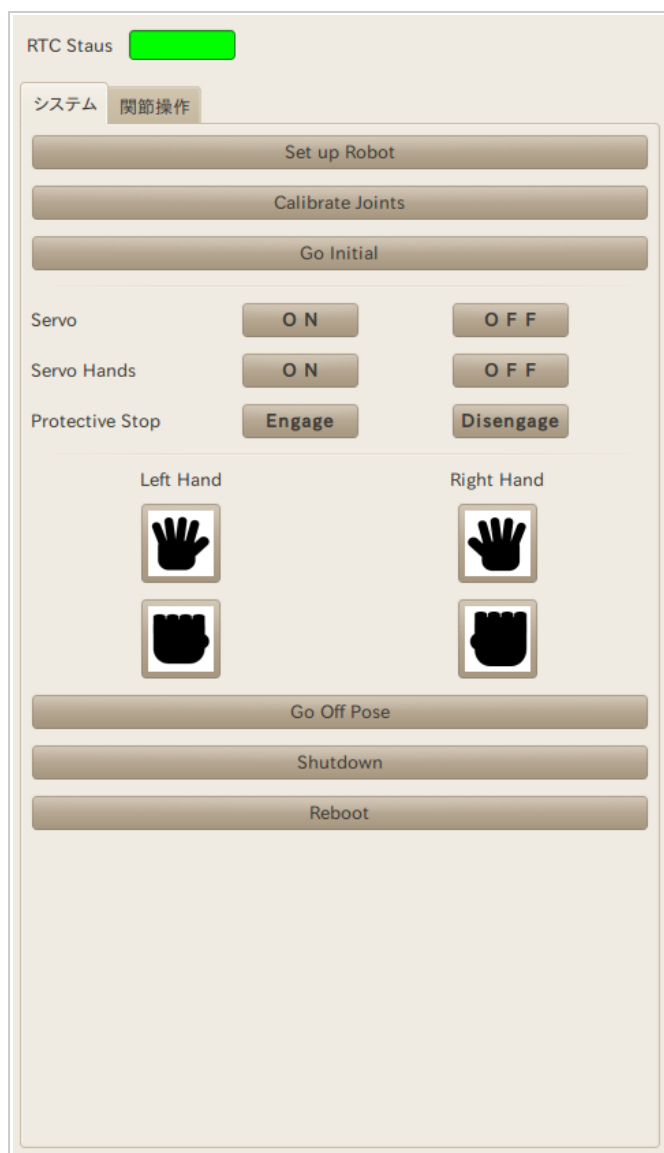 RTC Staus
システム 関節操作
Set up Robot
Calibrate Joints
Go Initial
Servo O N O F F
Servo Hands O N O F F
Protective Stop Engage Disengage
Left Hand Right Hand
Go Off Pose
Shutdown
Reboot